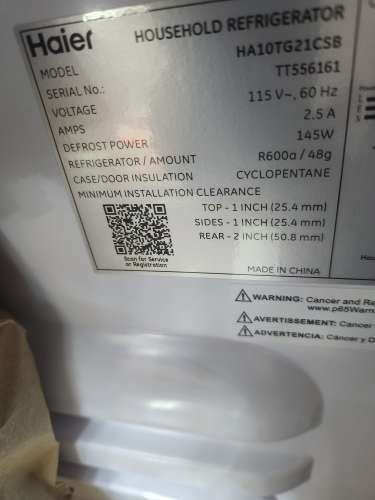 Haier
HOUSEHOLD REFRIGERATOR
MODEL HA10TG21CSB
SERIAL No.: TT556161
VOLTAGE 115 V~, 60 Hz
AMPS 2.5 A
DEFROST POWER 145W
REFRIGERATOR / AMOUNT R600a / 48g
CASE/DOOR INSULATION CYCLOPENTANE
MINIMUM INSTALLATION CLEARANCE
TOP - 1 INCH (25.4 mm)
SIDES - 1 INCH (25.4 mm)
REAR - 2 INCH (50.8 mm)
Scan for Service
or Registration
MADE IN CHINA
WARNING: Cancer and
www.p65Warn
AVERTISSEMENT: Cancer
ADVERTENCIA: Cáncer y